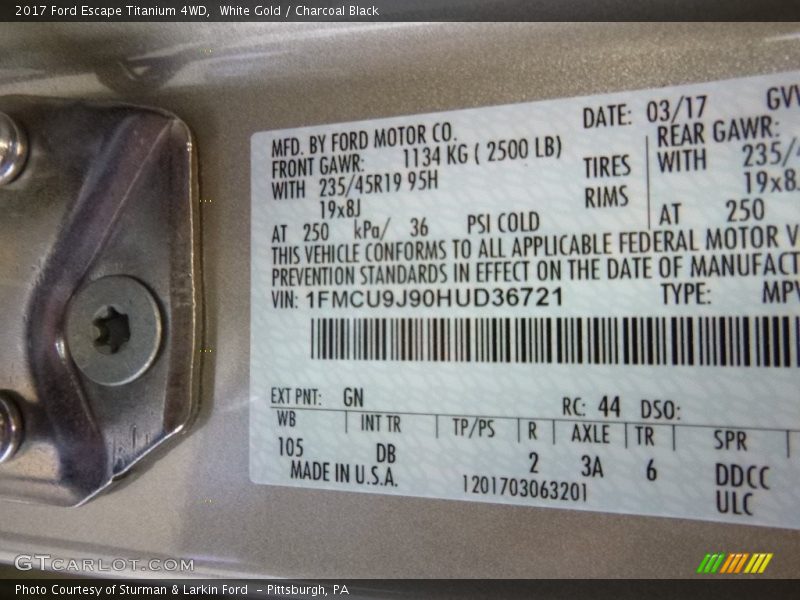 2017 Ford Escape Titanium 4WD, White Gold / Charcoal Black
MFD. BY FORD MOTOR CO. DATE: 03/17
FRONT GAWR: 1134 KG ( 2500 LB) REAR GAWR:
WITH 235/45R19 95H TIRES WITH 235/
19x8J RIMS 19x8J
AT 250 kPa/ 36 PSI COLD AT 250
THIS VEHICLE CONFORMS TO ALL APPLICABLE FEDERAL MOTOR V
PREVENTION STANDARDS IN EFFECT ON THE DATE OF MANUFACT
VIN: 1FMCU9J90HUD36721 TYPE: MPV
EXT PNT: GN RC: 44 DSO:
WB INT TR TP/PS R AXLE TR SPR
105 DB 2 3A 6 DDCC
MADE IN U.S.A. 1201703063201 ULC
GTCARLOT.COM
Photo Courtesy of Sturman & Larkin Ford - Pittsburgh, PA